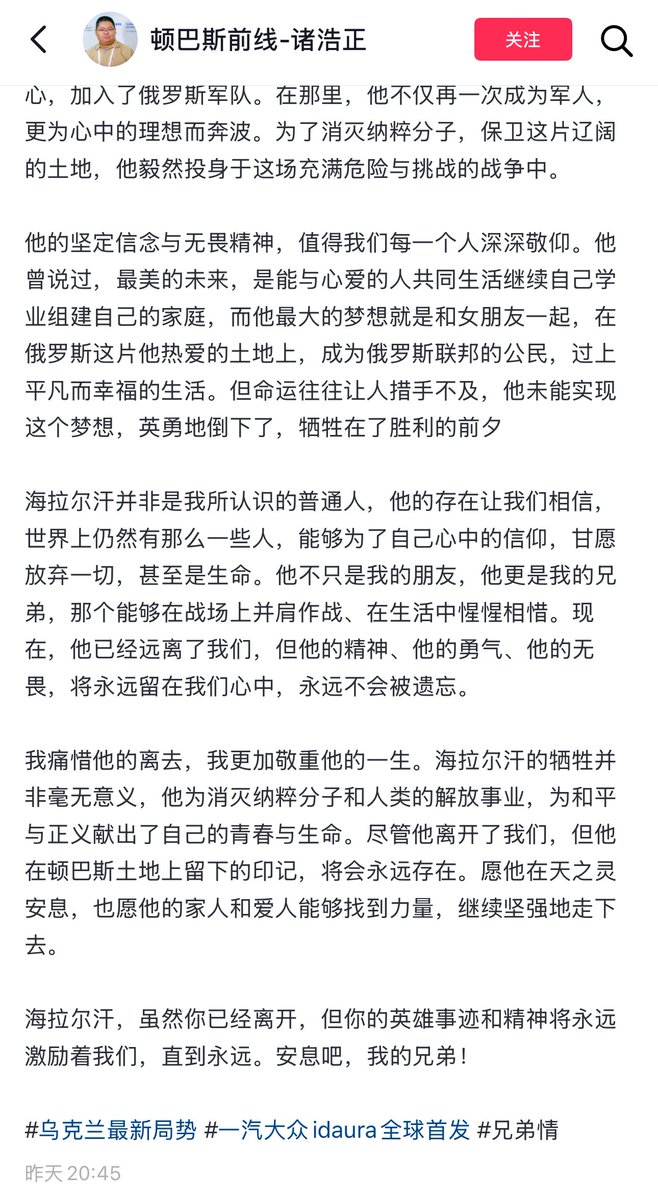 顿巴斯前线-诸浩正
关注
心，加入了俄罗斯军队。在那里，他不仅再一次成为军人，
更为心中的理想而奔波。为了消灭纳粹分子，保卫这片辽阔
的土地，他毅然投身于这场充满危险与挑战的战争中。
他的坚定信念与无畏精神，值得我们每一个人深深敬仰。他
曾说过，最美的未来，是能与心爱的人共同生活继续自己学
业组建自己的家庭，而他最大的梦想就是和女朋友一起，在
俄罗斯这片他热爱的土地上，成为俄罗斯联邦的公民，过上
平凡而幸福的生活。但命运往往让人措手不及，他未能实现
这个梦想，英勇地倒下了，牺牲在了胜利的前夕
海拉尔汗并非是我所认识的普通人，他的存在让我们相信，
世界上仍然有那么一些人，能够为了自己心中的信仰，甘愿
放弃一切，甚至是生命。他不只是我的朋友，他更是我的兄
弟，那个能够在战场上并肩作战、在生活中惺惺相惜。现
在，他已经远离了我们，但他的精神、他的勇气、他的无
畏，将永远留在我们心中，永远不会被遗忘。
我痛惜他的离去，我更加敬重他的一生。海拉尔汗的牺牲并
非毫无意义，他为消灭纳粹分子和人类的解放事业，为和平
与正义献出了自己的青春与生命。尽管他离开了我们，但他
在顿巴斯土地上留下的印记，将会永远存在。愿他在天之灵
安息，也愿他的家人和爱人能够找到力量，继续坚强地走下
去。
海拉尔汗，虽然你已经离开，但你的英雄事迹和精神将永远
激励着我们，直到永远。安息吧，我的兄弟！
#乌克兰最新局势 #一汽大众idaura全球首发 #兄弟情
昨天 20:45